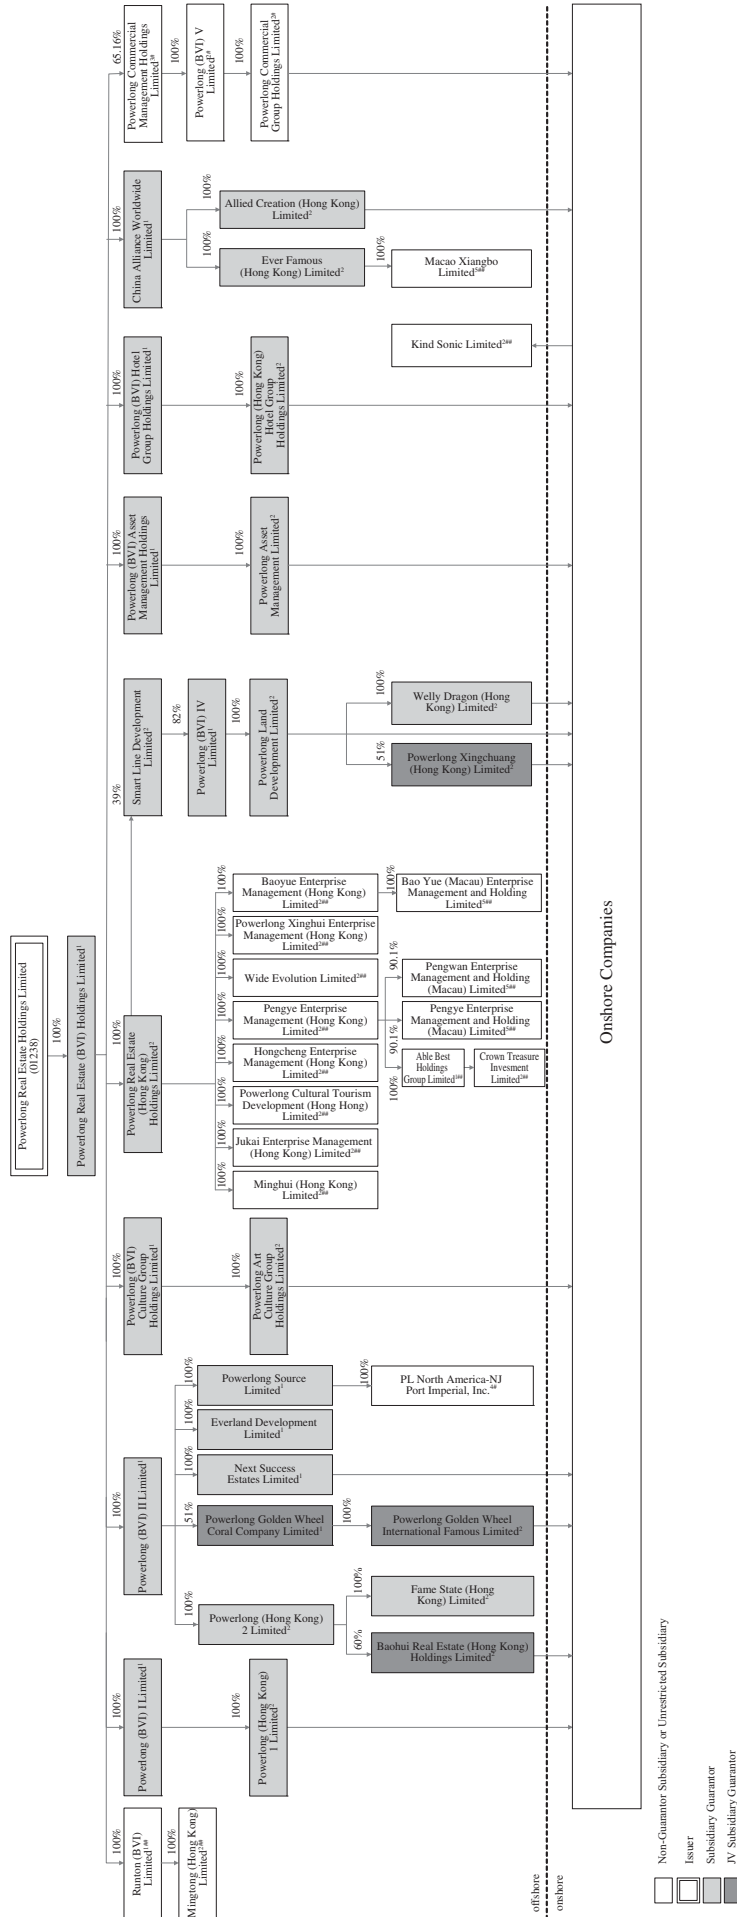 Powerlong Real Estate Holdings Limited
(01238)
100%
Powerlong Real Estate (BVI) Holdings Limited¹
100%
Runton (BVI)
Limited¹##
100%
Mingtong (Hong Kong)
Limited²##
100%
Powerlong (BVI) I Limited¹
100%
Powerlong (Hong Kong)
1 Limited²
100%
Powerlong (BVI) II Limited¹
100%
Powerlong (Hong Kong)
2 Limited²
60%
Baohui Real Estate (Hong Kong)
Holdings Limited²
100%
Fame State (Hong
Kong) Limited²
51%
Powerlong Golden Wheel
Coral Company Limited¹
100%
Powerlong Golden Wheel
International Famous Limited²
100%
Next Success
Estates Limited¹
100%
Everland Development
Limited¹
100%
Powerlong Source
Limited¹
100%
PL North America-NJ
Port Imperial, Inc.⁴#
100%
Powerlong (BVI)
Culture Group
Holdings Limited¹
100%
Powerlong Art
Culture Group
Holdings Limited²
100%
Powerlong Real Estate
(Hong Kong)
Holdings Limited²
100%
Minghui (Hong Kong)
Limited²##
100%
Jukai Enterprise Management
(Hong Kong) Limited²##
100%
Powerlong Cultural Tourism
Development (Hong Hong)
Limited²##
100%
Hongcheng Enterprise
Management (Hong Kong)
Limited²##
100%
Pengye Enterprise
Management (Hong Kong)
Limited²##
100%
Able Best
Holdings
Group Limited¹##
Crown Treasure
Invesment
Limited²##
90.1%
Pengye Enterprise
Management and Holding
(Macau) Limited⁵##
90.1%
Pengwan Enterprise
Management and Holding
(Macau) Limited⁵##
100%
Wide Evolution Limited²##
100%
Powerlong Xinghui Enterprise
Management (Hong Kong)
Limited²##
100%
Baoyue Enterprise
Management (Hong Kong)
Limited²##
100%
Bao Yue (Macau) Enterprise
Management and Holding
Limited⁵##
39%
Smart Line Development
Limited²
82%
Powerlong (BVI) IV
Limited¹
100%
Powerlong Land
Development Limited²
51%
Powerlong Xingchuang
(Hong Kong) Limited²
100%
Welly Dragon (Hong
Kong) Limited²
100%
Powerlong (BVI) Asset
Management Holdings
Limited¹
100%
Powerlong Asset
Management Limited²
100%
Powerlong (BVI) Hotel
Group Holdings Limited¹
100%
Powerlong (Hong Kong)
Hotel Group
Holdings Limited²
Kind Sonic Limited²##
100%
China Alliance Worldwide
Limited¹
100%
Ever Famous
(Hong Kong) Limited²
100%
Macao Xiangbo
Limited⁵##
100%
Allied Creation (Hong Kong)
Limited²
65.16%
Powerlong Commercial
Management Holdings
Limited³#
100%
Powerlong (BVI) V
Limited²#
100%
Powerlong Commercial
Group Holdings Limited²#
offshore
onshore
Onshore Companies
Non-Guarantor Subsidiary or Unrestricted Subsidiary
Issuer
Subsidiary Guarantor
JV Subsidiary Guarantor